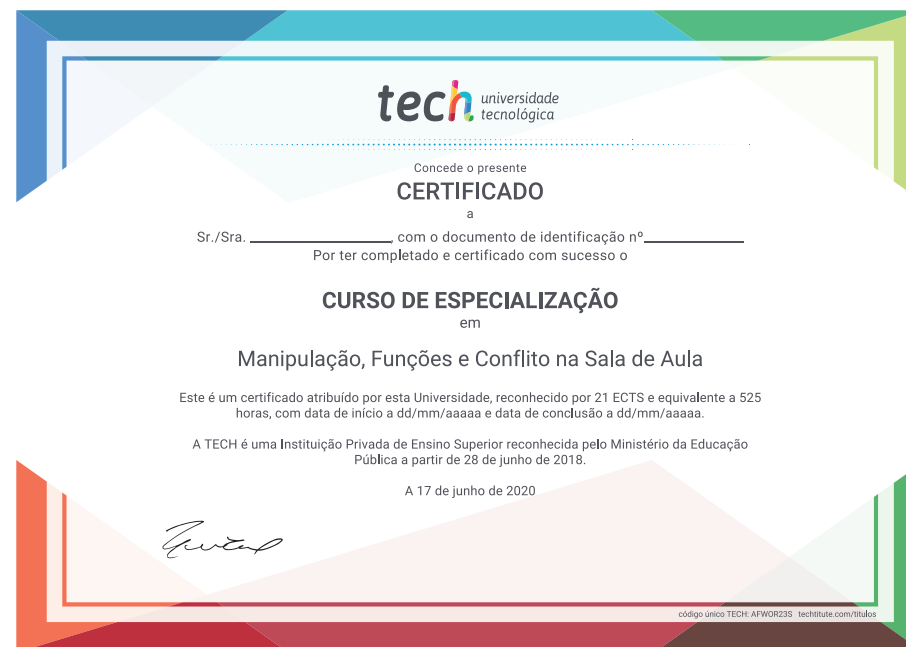 tech universidade
tecnológica
Concede o presente
CERTIFICADO
a
Sr./Sra. ____________, com o documento de identificação nº____________
Por ter completado e certificado com sucesso o
CURSO DE ESPECIALIZAÇÃO
em
Manipulação, Funções e Conflito na Sala de Aula
Este é um certificado atribuído por esta Universidade, reconhecido por 21 ECTS e equivalente a 525
horas, com data de início a dd/mm/aaaaa e data de conclusão a dd/mm/aaaaa.
A TECH é uma Instituição Privada de Ensino Superior reconhecida pelo Ministério da Educação
Pública a partir de 28 de junho de 2018.
A 17 de junho de 2020
código único TECH: AFWOR23S techtitute.com/titulos